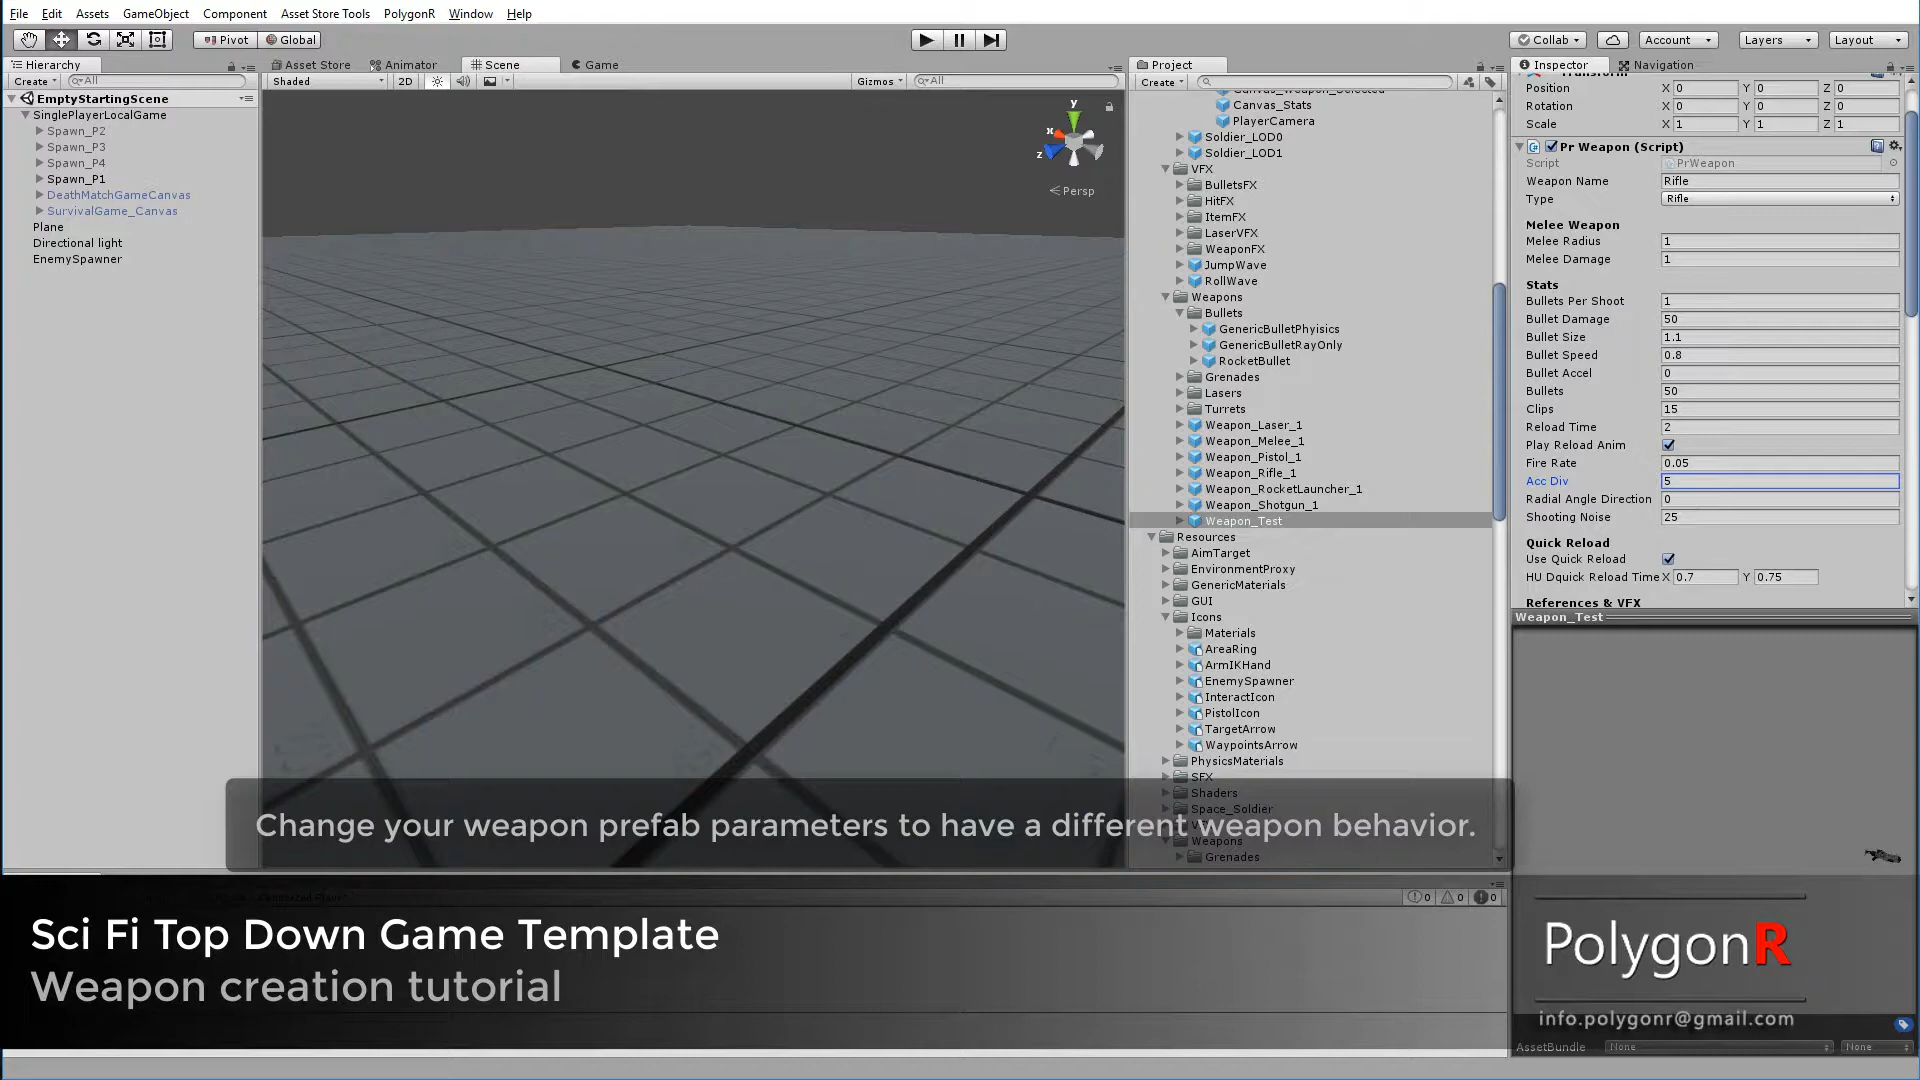 File Edit Assets GameObject Component Asset Store Tools PolygonR Window Help
Pivot Global Collab Account Layers Layout
Hierarchy
Create All
EmptyStartingScene
SinglePlayerLocalGame
Spawn_P2
Spawn_P3
Spawn_P4
Spawn_P1
DeathMatchGameCanvas
SurvivalGame_Canvas
Plane
Directional light
EnemySpawner
Asset Store Animator Scene Game
Shaded 2D Gizmos All
y
x
z
Persp
Project
Create
Canvas_Weapon_Selected
Canvas_Stats
PlayerCamera
Soldier_LOD0
Soldier_LOD1
VFX
BulletsFX
HitFX
ItemFX
LaserVFX
WeaponFX
JumpWave
RollWave
Weapons
Bullets
GenericBulletPhyisics
GenericBulletRayOnly
RocketBullet
Grenades
Lasers
Turrets
Weapon_Laser_1
Weapon_Melee_1
Weapon_Pistol_1
Weapon_Rifle_1
Weapon_RocketLauncher_1
Weapon_Shotgun_1
Weapon_Test
Resources
AimTarget
EnvironmentProxy
GenericMaterials
GUI
Icons
Materials
AreaRing
ArmIKHand
EnemySpawner
InteractIcon
PistolIcon
TargetArrow
WaypointsArrow
PhysicsMaterials
SFX
Shaders
Space_Soldier
Weapons
Grenades
Inspector Navigation
Transform
Position X 0 Y 0 Z 0
Rotation X 0 Y 0 Z 0
Scale X 1 Y 1 Z 1
Pr Weapon (Script)
Script PrWeapon
Weapon Name Rifle
Type Rifle
Melee Weapon
Melee Radius 1
Melee Damage 1
Stats
Bullets Per Shoot 1
Bullet Damage 50
Bullet Size 1.1
Bullet Speed 0.8
Bullet Accel 0
Bullets 50
Clips 15
Reload Time 2
Play Reload Anim
Fire Rate 0.05
Acc Div 5
Radial Angle Direction 0
Shooting Noise 25
Quick Reload
Use Quick Reload
HU Dquick Reload Time X 0.7 Y 0.75
References & VFX
Weapon_Test
Change your weapon prefab parameters to have a different weapon behavior.
0 0 0
Sci Fi Top Down Game Template
Weapon creation tutorial
PolygonR
info.polygonr@gmail.com
AssetBundle None None